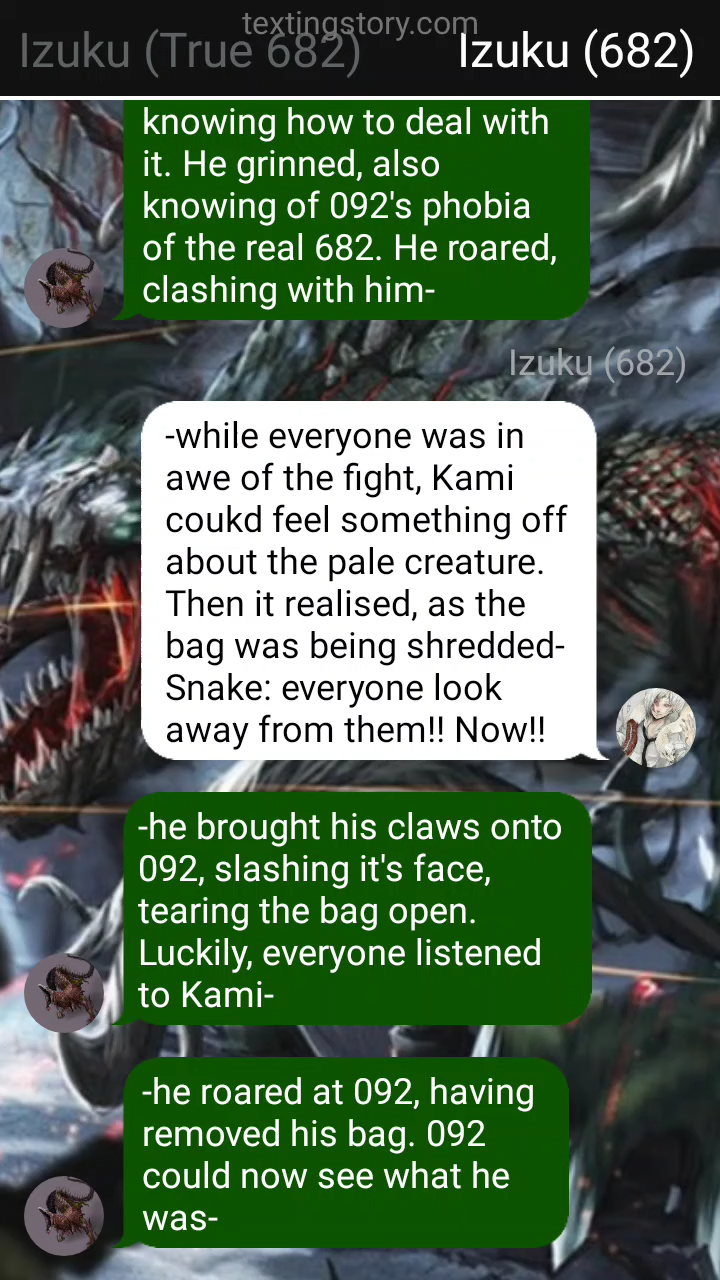 textingstory.com
Izuku (True 682)
Izuku (682)
knowing how to deal with
it. He grinned, also
knowing of 092's phobia
of the real 682. He roared,
clashing with him-
Izuku (682)
-while everyone was in
awe of the fight, Kami
coukd feel something off
about the pale creature.
Then it realised, as the
bag was being shredded-
Snake: everyone look
away from them!! Now!!
-he brought his claws onto
092, slashing it's face,
tearing the bag open.
Luckily, everyone listened
to Kami-
-he roared at 092, having
removed his bag. 092
could now see what he
was-